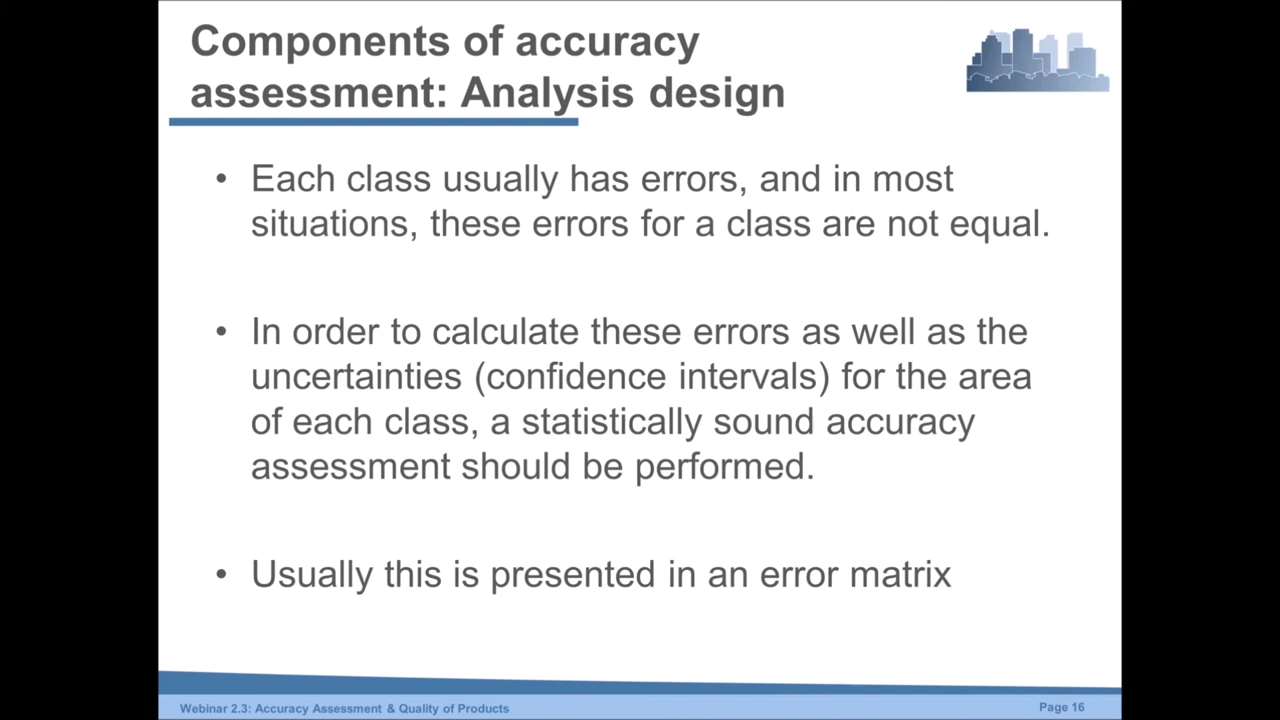 Components of accuracy
assessment: Analysis design
• Each class usually has errors, and in most
situations, these errors for a class are not equal.
• In order to calculate these errors as well as the
uncertainties (confidence intervals) for the area
of each class, a statistically sound accuracy
assessment should be performed.
• Usually this is presented in an error matrix
Webinar 2.3: Accuracy Assessment & Quality of Products
Page 16